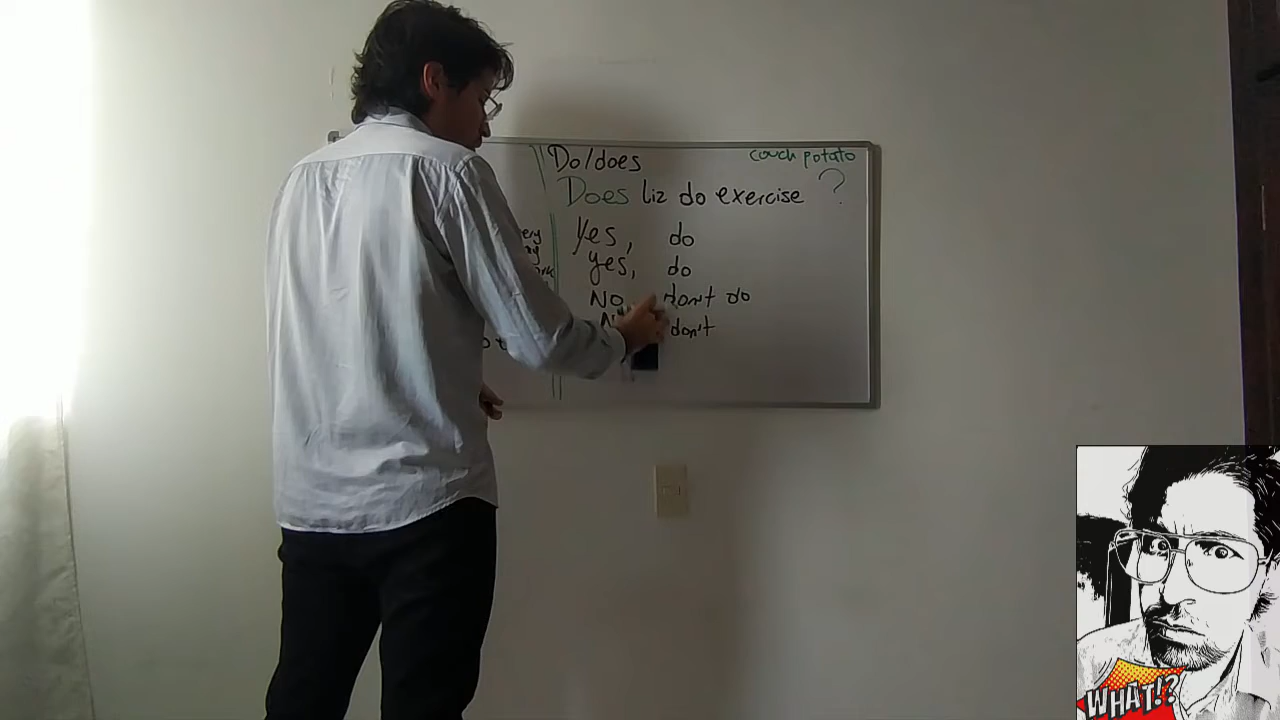 Do/does
couch potato
Does Liz do exercise ?
Yes, do
yes, do
No don't do
don't
WHAT!?